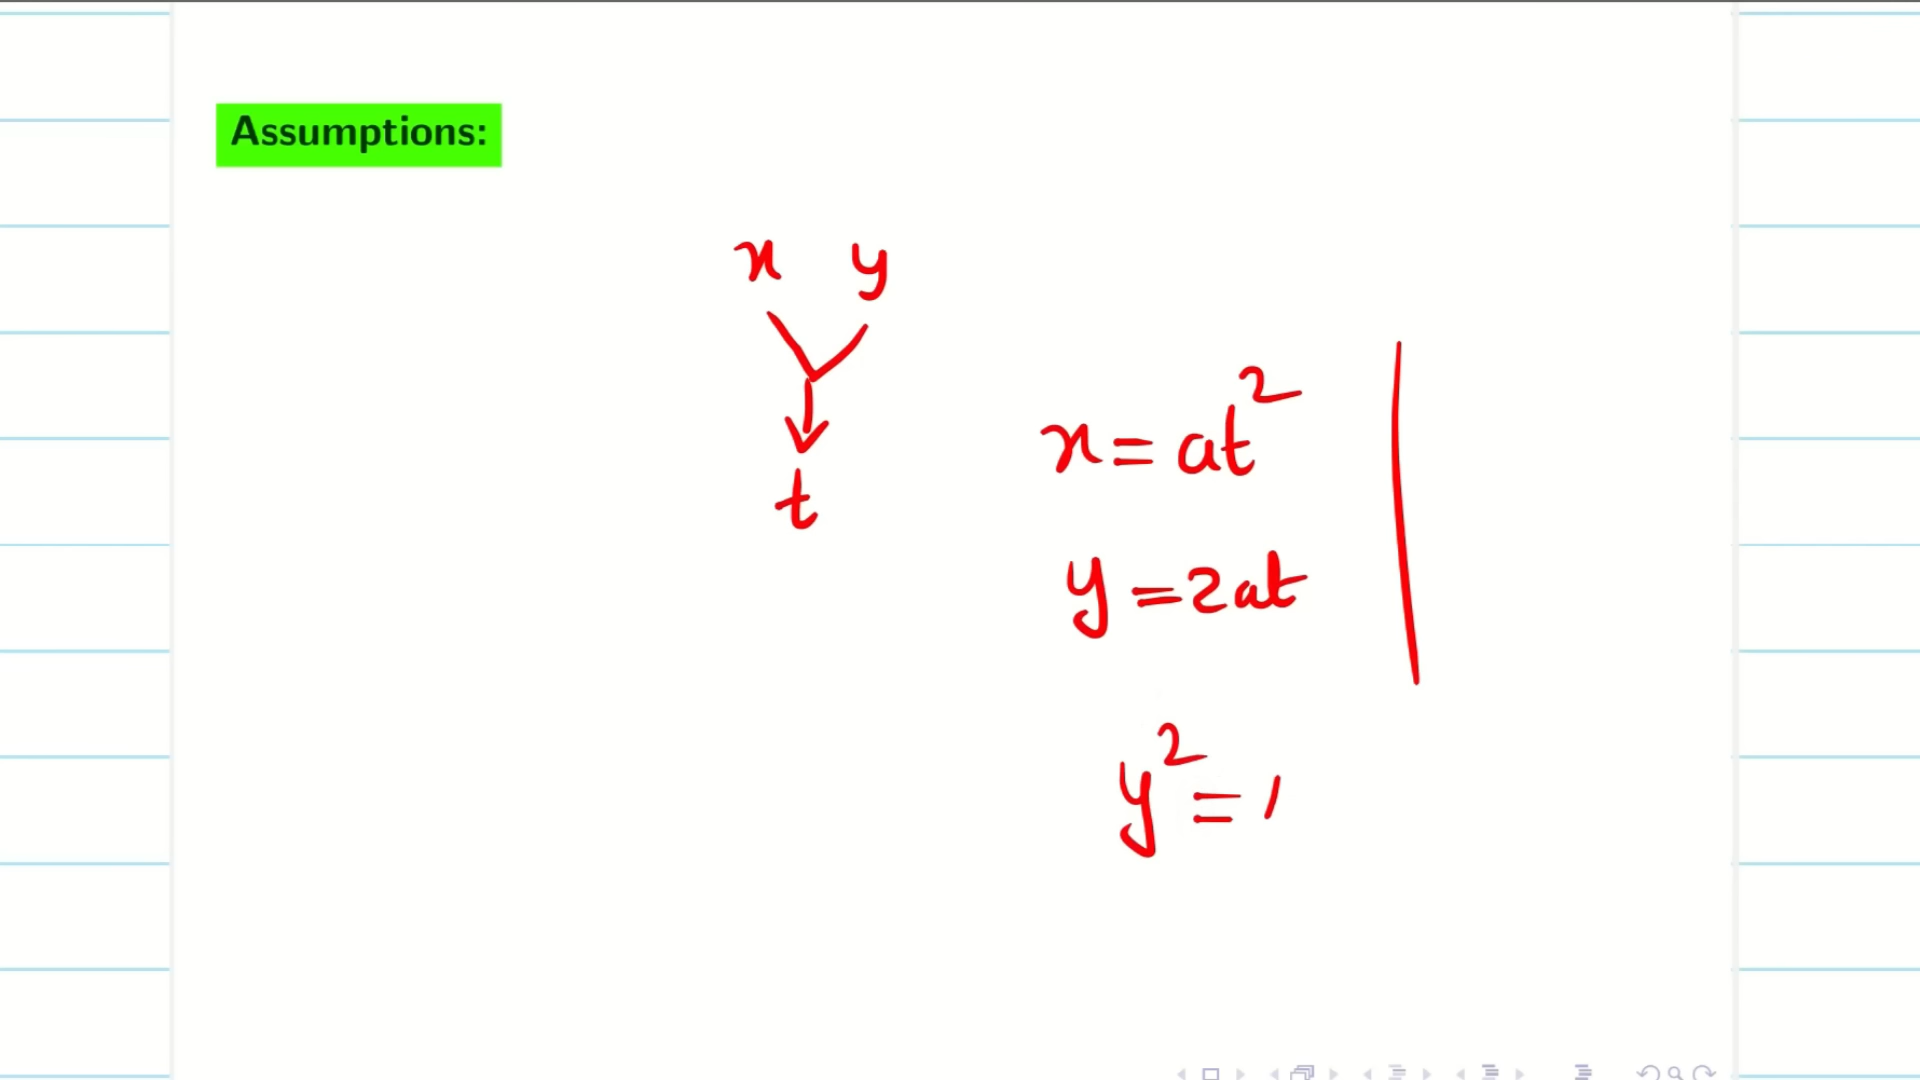 Assumptions:
x y
t
x = at²
y = 2at
y² =